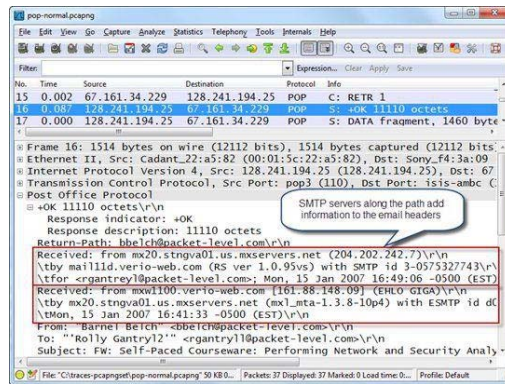 pop-normal.pcapng
File Edit View Go Capture Analyze Statistics Telephony Tools Internals Help
Filter: Expression... Clear Apply Save
No. Time Source Destination Protocol Info
15 0.002 67.161.34.229 128.241.194.25 POP C: RETR 1
16 0.087 128.241.194.25 67.161.34.229 POP S: +OK 11110 octets
17 0.000 128.241.194.25 67.161.34.229 POP S: DATA fragment, 1460 byte
Frame 16: 1514 bytes on wire (12112 bits), 1514 bytes captured (12112 bits)
Ethernet II, Src: Cadant_22:a5:82 (00:01:5c:22:a5:82), Dst: Sony_f4:3a:09
Internet Protocol Version 4, Src: 128.241.194.25 (128.241.194.25), Dst: 67
Transmission Control Protocol, Src Port: pop3 (110), Dst Port: isis-ambc (
Post Office Protocol
SMTP servers along the path add
information to the email headers
+OK 11110 octets\r\n
Response indicator: +OK
Response description: 11110 octets
Return-Path: bbelch@packet-level.com\r\n
Received: from mx20.stngva01.us.mxservers.net (204.202.242.7)\r\n
\tby mail11d.verio-web.com (RS ver 1.0.95vs) with SMTP id 3-0575327743\r\
\tfor <rgantreyl@packet-level.com>; Mon, 15 Jan 2007 16:49:06 -0500 (EST)
Received: from mxw1100.verio-web.com [161.88.148.09] (EHLO GIGA)\r\n
\tby mx20.stngva01.us.mxservers.net (mxl_mta-1.3.8-10p4) with ESMTP id d
\tMon, 15 Jan 2007 16:41:33 -0500 (EST)\r\n
From: "Barnel Belch" <bbelch@packet-level.com>\r\n
To: "'Rolly Gantryl2'" <rgantryll@packet-level.com>\r\n
Subject: FW: Self-Paced Courseware: Performing Network and Security Analy
File: "C:\traces-pcapngset\pop-normal.pcapng" 50 KB 0... Packets: 37 Displayed: 37 Marked: 0 Load time: 0:... Profile: Default